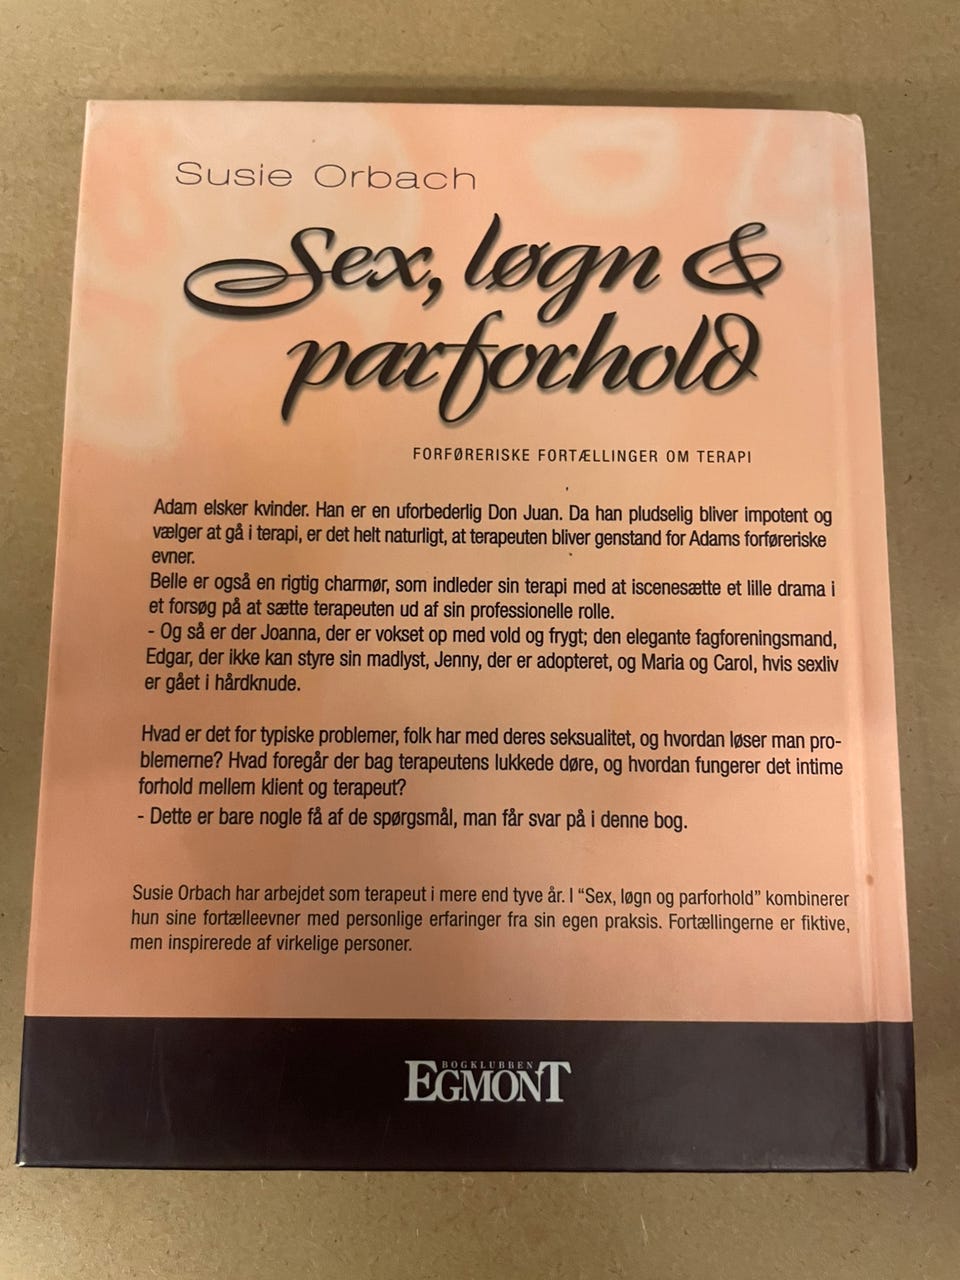 Susie Orbach
Sex, løgn &
parforhold
FORFØRERISKE FORTÆLLINGER OM TERAPI
Adam elsker kvinder. Han er en uforbederlig Don Juan. Da han pludselig bliver impotent og
vælger at gå i terapi, er det helt naturligt, at terapeuten bliver genstand for Adams forføreriske
evner.
Belle er også en rigtig charmør, som indleder sin terapi med at iscenesætte et lille drama i
et forsøg på at sætte terapeuten ud af sin professionelle rolle.
- Og så er der Joanna, der er vokset op med vold og frygt; den elegante fagforeningsmand,
Edgar, der ikke kan styre sin madlyst, Jenny, der er adopteret, og Maria og Carol, hvis sexliv
er gået i hårdknude.
Hvad er det for typiske problemer, folk har med deres seksualitet, og hvordan løser man pro-
blemerne? Hvad foregår der bag terapeutens lukkede døre, og hvordan fungerer det intime
forhold mellem klient og terapeut?
- Dette er bare nogle få af de spørgsmål, man får svar på i denne bog.
Susie Orbach har arbejdet som terapeut i mere end tyve år. I “Sex, løgn og parforhold” kombinerer
hun sine fortælleevner med personlige erfaringer fra sin egen praksis. Fortællingerne er fiktive,
men inspirerede af virkelige personer.
BOGKLUBBEN
EGMONT